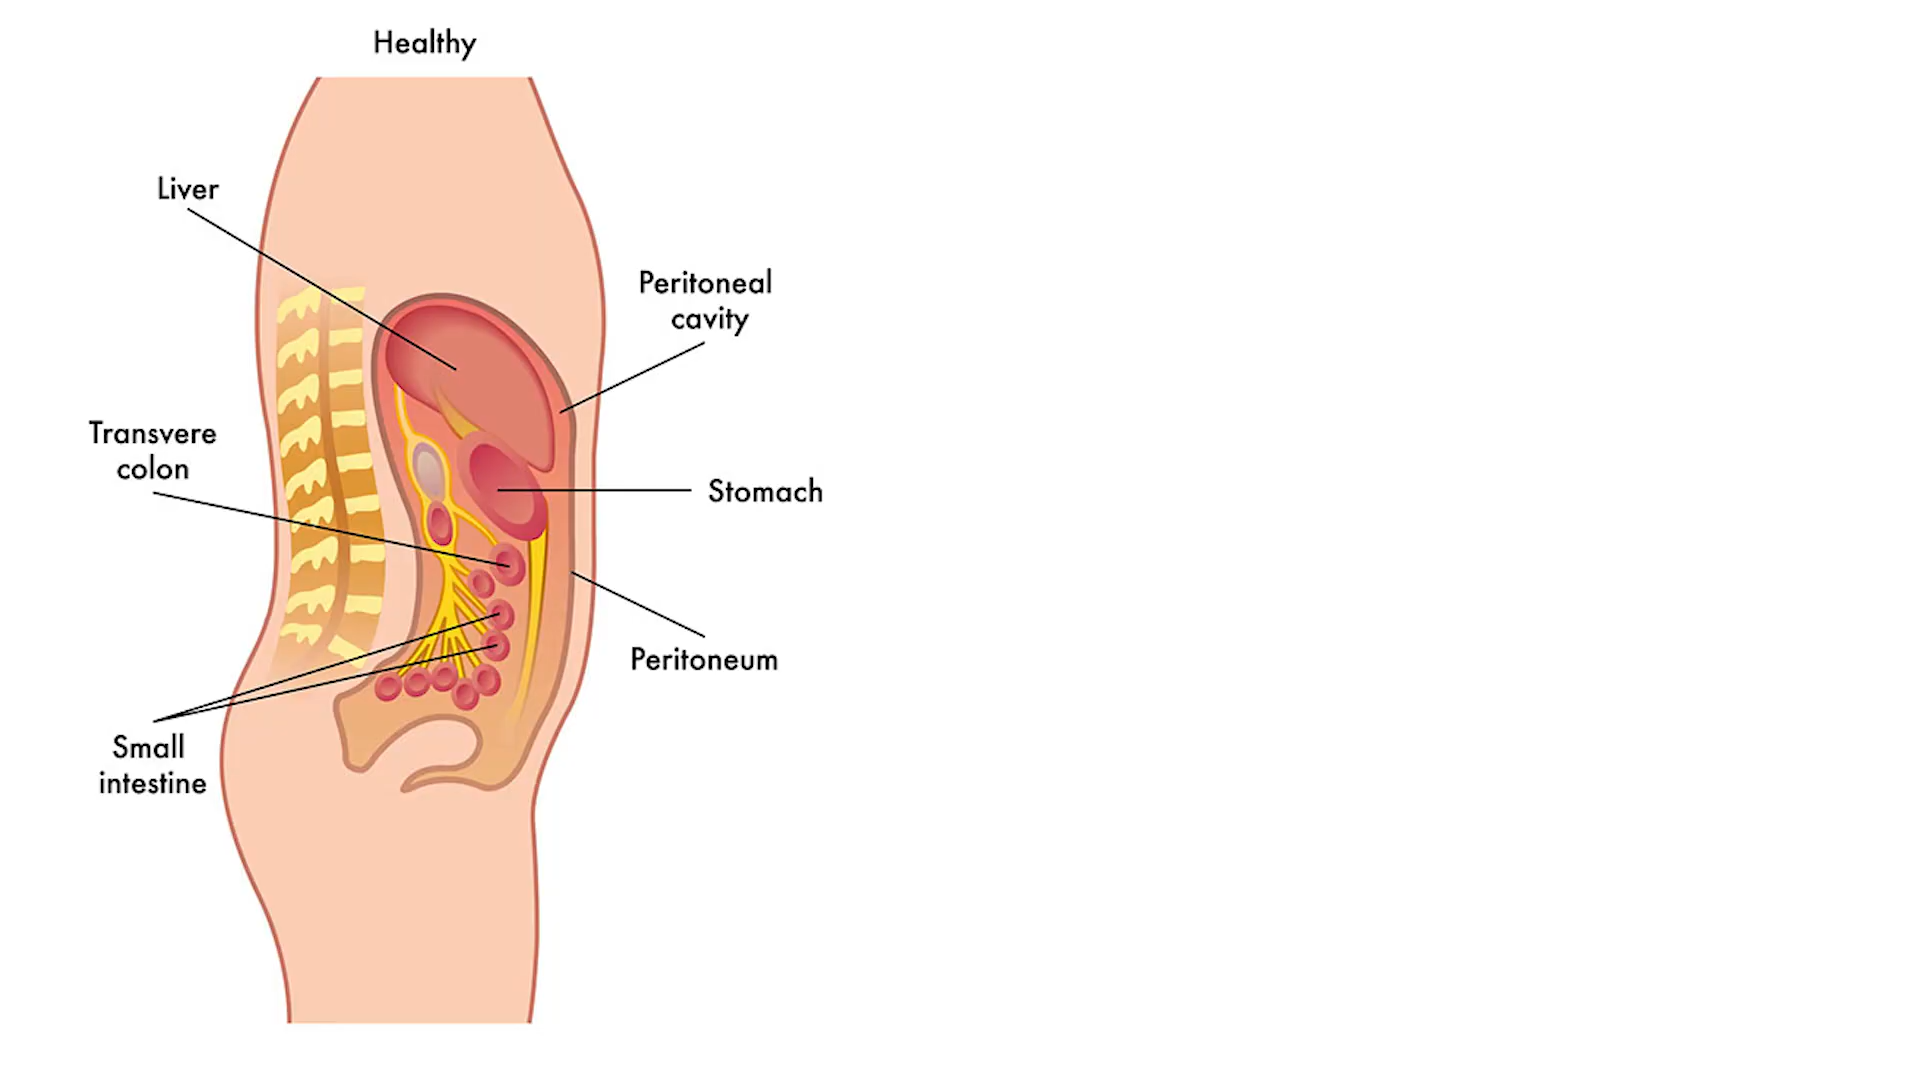 Healthy
Liver
Peritoneal
cavity
Transvere
colon
Stomach
Peritoneum
Small
intestine